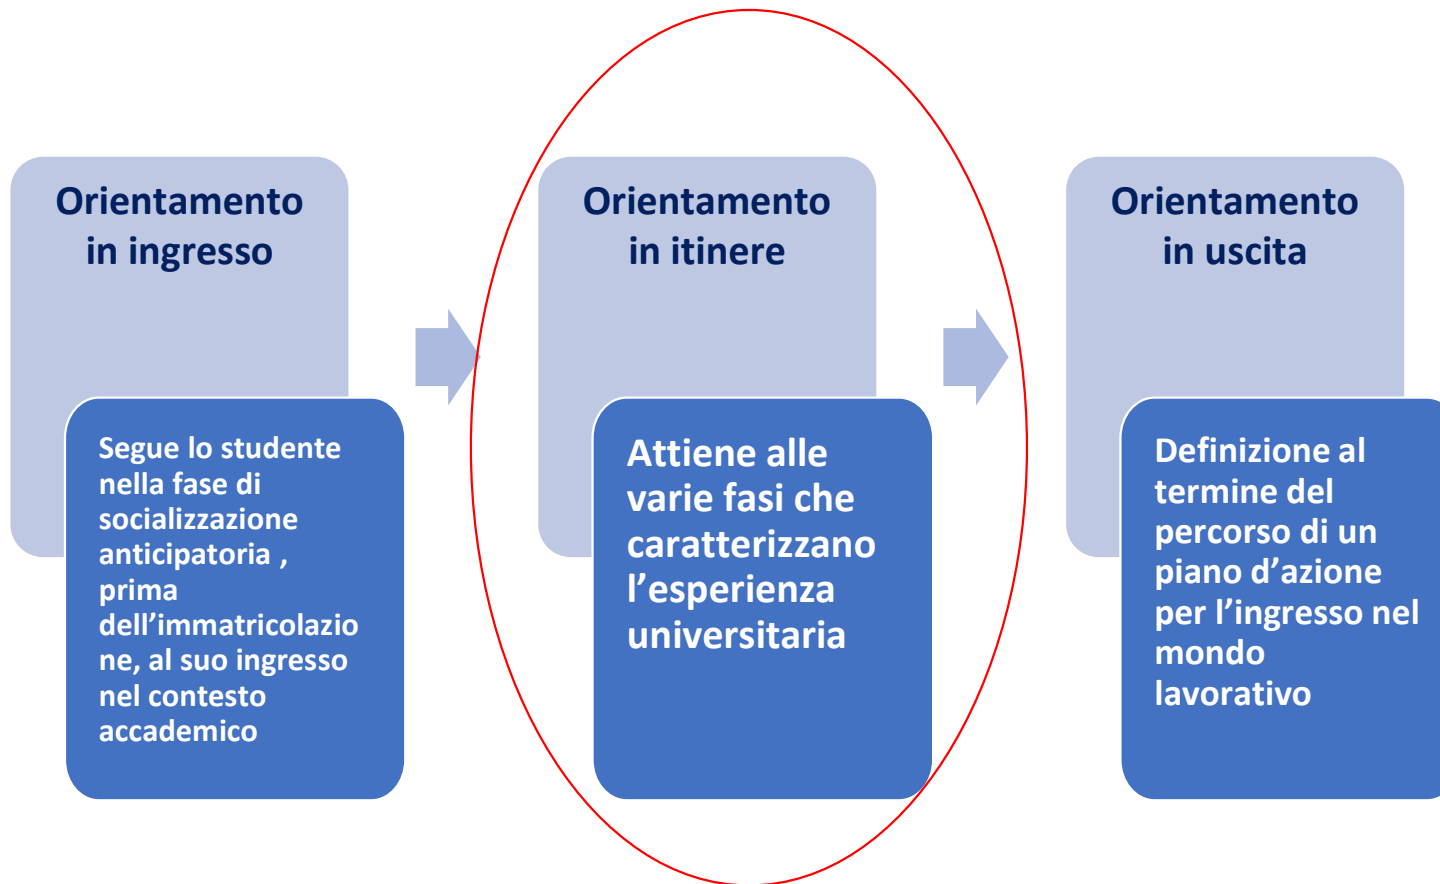 Orientamento
in ingresso
Segue lo studente
nella fase di
socializzazione
anticipatoria ,
prima
dell’immatricolazio
ne, al suo ingresso
nel contesto
accademico
Orientamento
in itinere
Attiene alle
varie fasi che
caratterizzano
l’esperienza
universitaria
Orientamento
in uscita
Definizione al
termine del
percorso di un
piano d’azione
per l’ingresso nel
mondo
lavorativo